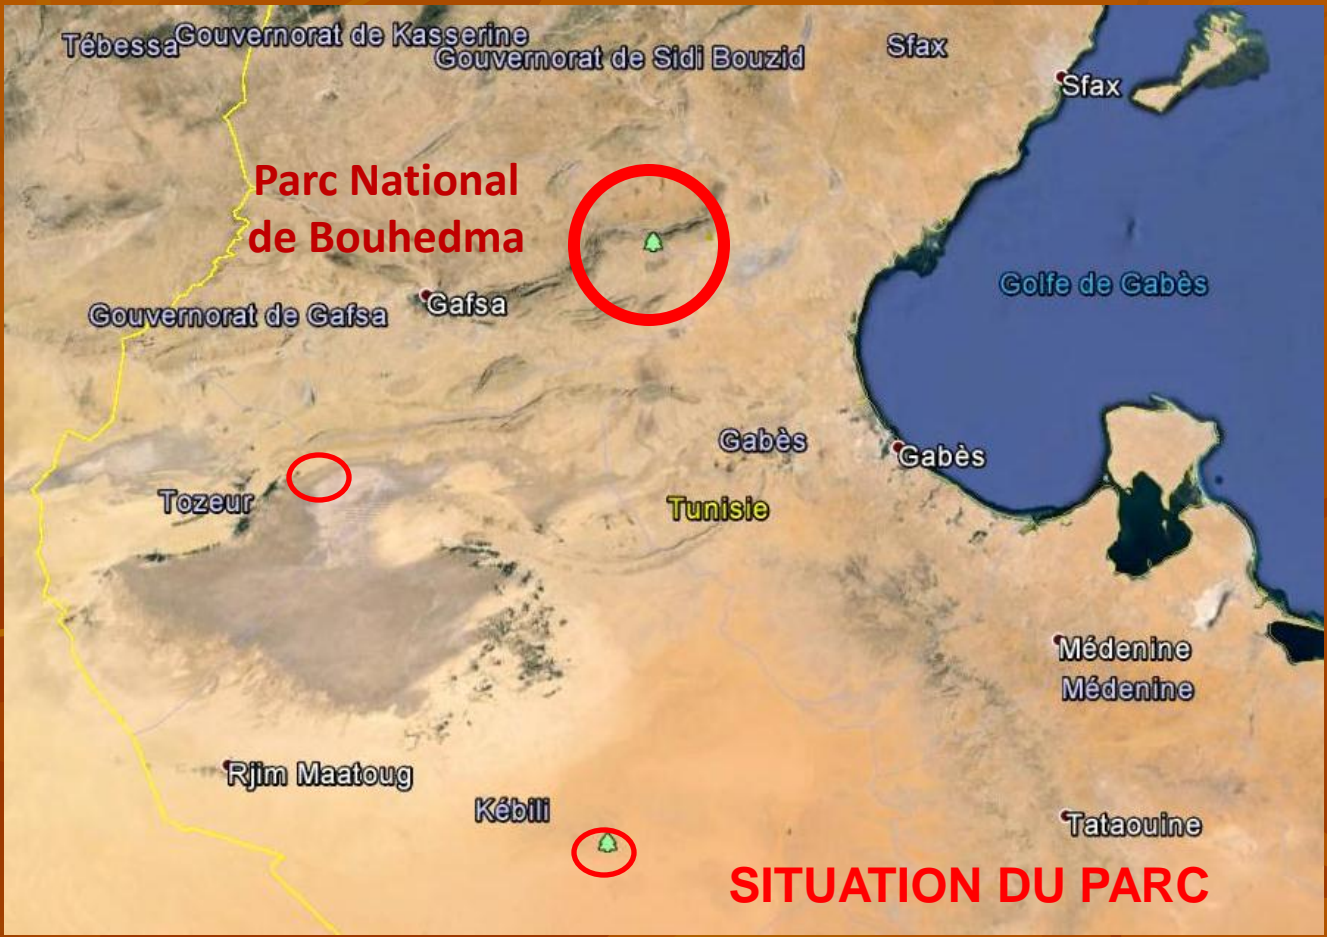 Tébessa
Gouvernorat de Kasserine
Gouvernorat de Sidi Bouzid
Sfax
Sfax
Parc National
de Bouhedma
Golfe de Gabès
Gafsa
Gouvernorat de Gafsa
Gabès
Gabès
Tozeur
Tunisie
Médenine
Médenine
Rjim Maatoug
Kébili
Tataouine
SITUATION DU PARC